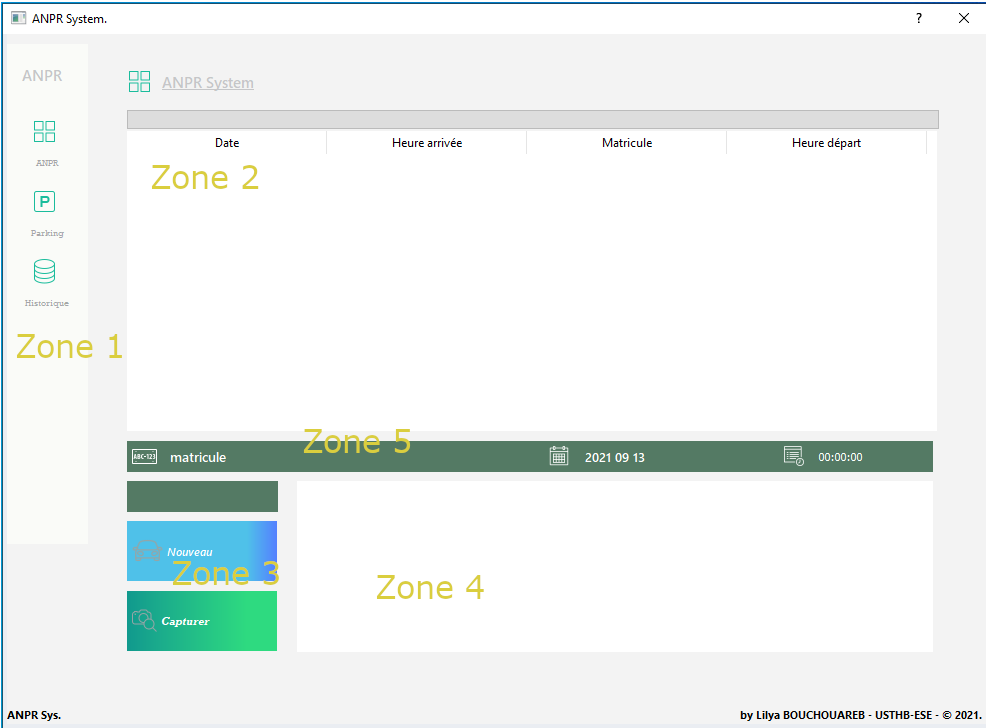 ANPR System.
?
ANPR
ANPR System
ANPR
Parking
Historique
Zone 1
Date Heure arrivée Matricule Heure départ
Zone 2
Zone 5
ABC-123 matricule 2021 09 13 00:00:00
Nouveau
Zone 3
Capturer
Zone 4
ANPR Sys.
by Lilya BOUCHOUAREB - USTHB-ESE - © 2021.